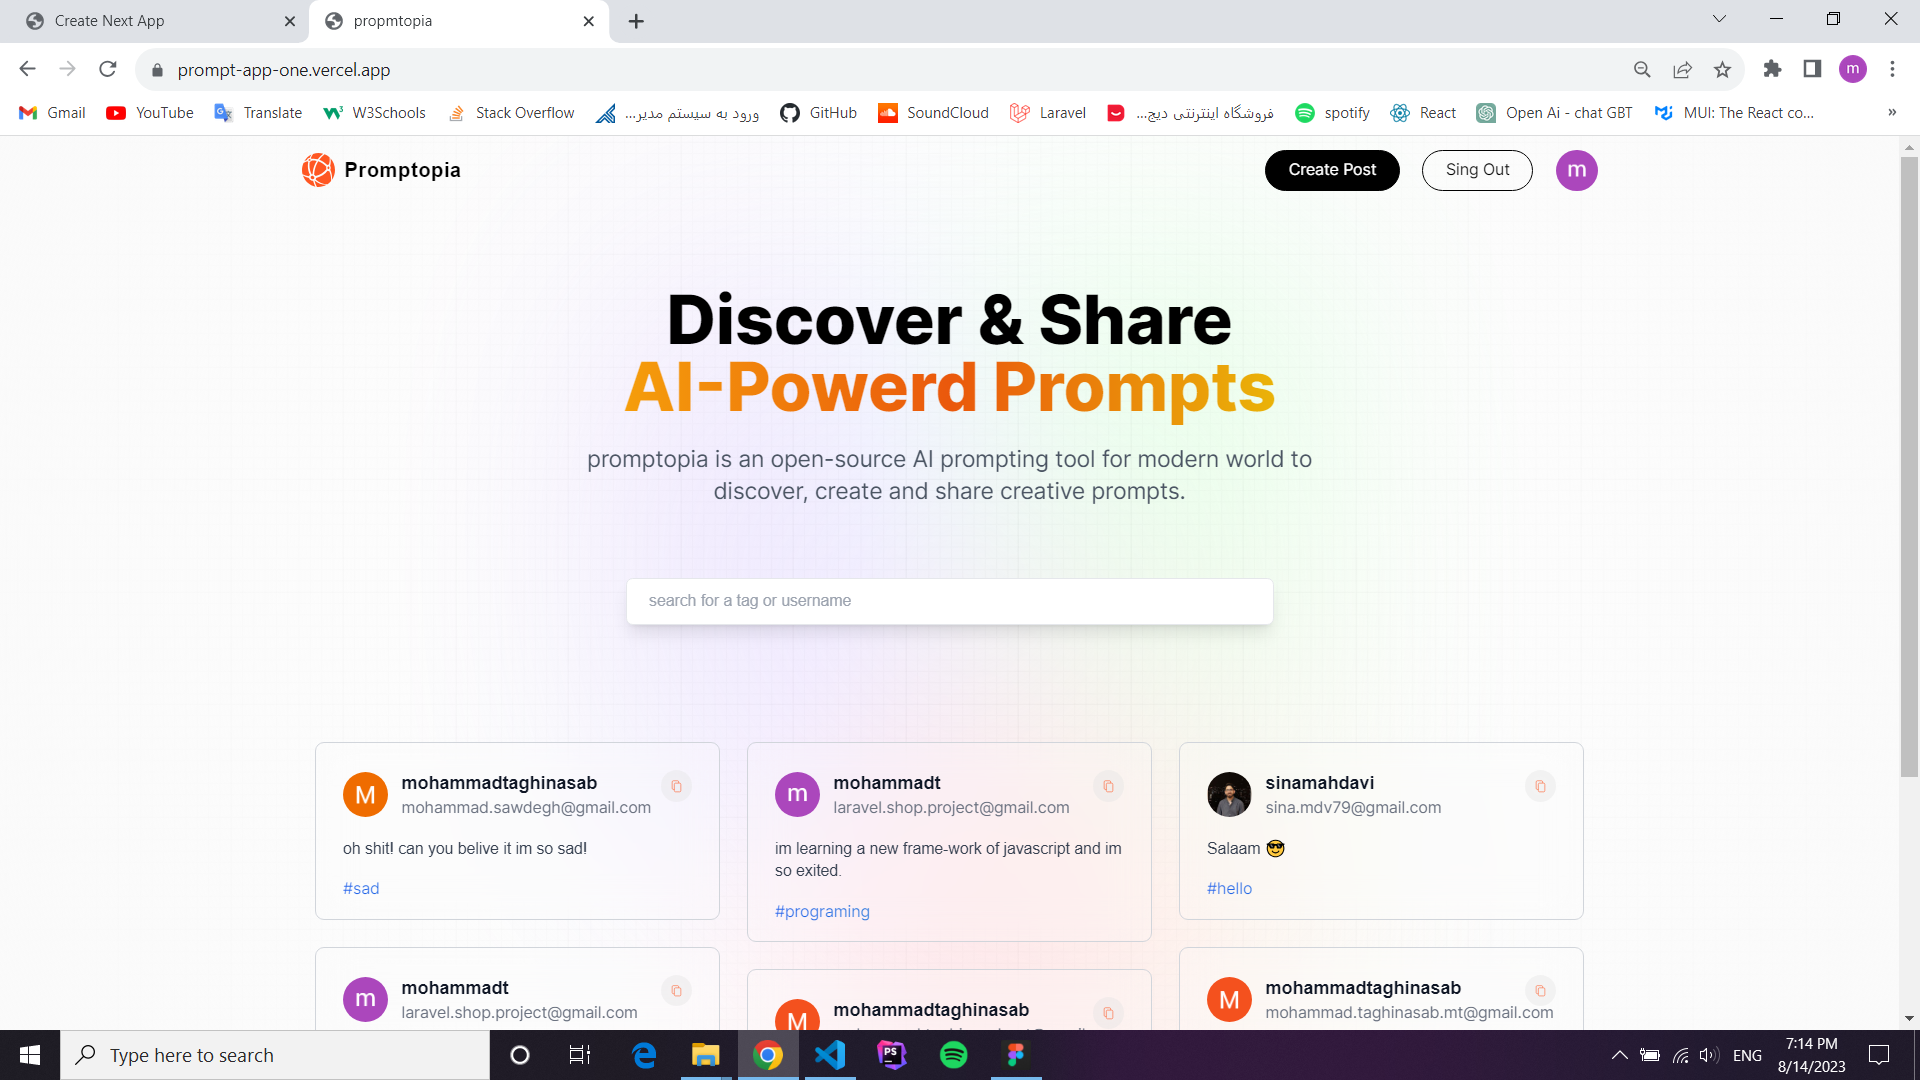 Create Next App
propmtopia
prompt-app-one.vercel.app
m
Gmail
YouTube
Translate
W3Schools
Stack Overflow
ورود به سیستم مدیر...
GitHub
SoundCloud
Laravel
فروشگاه اینترنتی دیج...
spotify
React
Open Ai - chat GBT
MUI: The React co...
»
Promptopia
Create Post
Sing Out
m
Discover & Share
AI-Powerd Prompts
promptopia is an open-source AI prompting tool for modern world to
discover, create and share creative prompts.
search for a tag or username
M
mohammadtaghinasab
mohammad.sawdegh@gmail.com
oh shit! can you belive it im so sad!
#sad
m
mohammadt
laravel.shop.project@gmail.com
im learning a new frame-work of javascript and im
so exited.
#programing
sinamahdavi
sina.mdv79@gmail.com
Salaam 😎
#hello
m
mohammadt
laravel.shop.project@gmail.com
M
mohammadtaghinasab
M
mohammadtaghinasab
mohammad.taghinasab.mt@gmail.com
Type here to search
PS
ENG
7:14 PM
8/14/2023